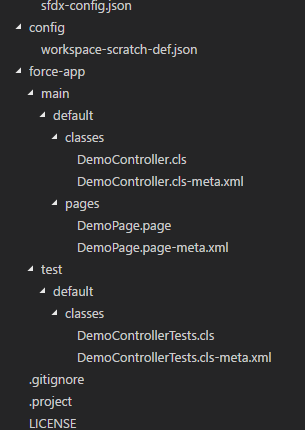 sfdx-config.json
config
workspace-scratch-def.json
force-app
main
default
classes
DemoController.cls
DemoController.cls-meta.xml
pages
DemoPage.page
DemoPage.page-meta.xml
test
default
classes
DemoControllerTests.cls
DemoControllerTests.cls-meta.xml
.gitignore
.project
LICENSE